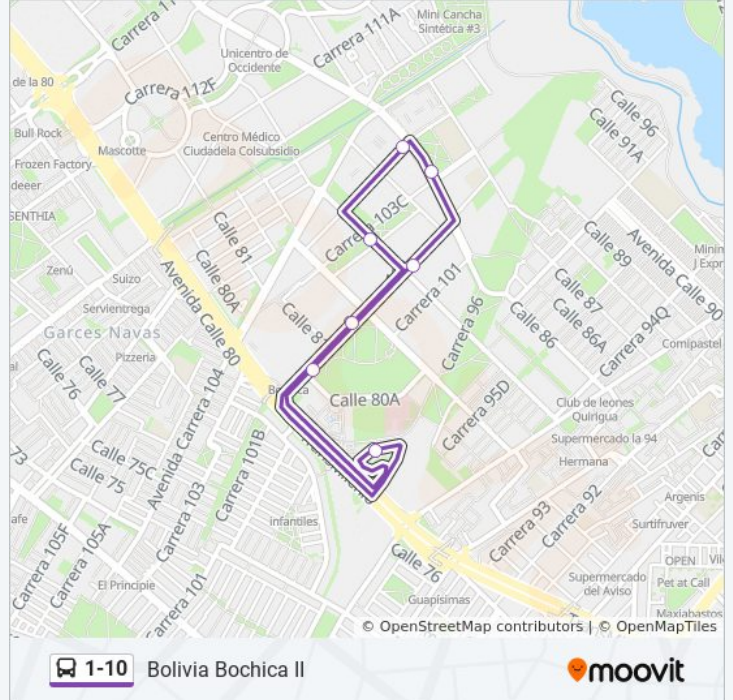 Carrera 111A
Mini Cancha
Sintética #3
Unicentro de
Occidente
de la 80
Carrera 112F
Calle 96
Calle 91A
Bull Rock
Mascotte
Centro Médico
Ciudadela Colsubsidio
Frozen Factory
deeer
SENTHIA
Carrera 103C
Calle 81
Calle 80A
Calle 89
Avenida Calle 90
Zenú
Suizo
Avenida Calle 80
Carrera 101
Calle 87
Calle 86A
Servientrega
Garces Navas
Carrera 96
Calle 86
Carrera 94Q
Pizzeria
Comipastel
Calle 76
Calle 77
Avenida Carrera 104
Calle 80A
Carrera 95D
Club de leones
Quirigua
Supermercado la 94
Hermana
Carrera 101B
Calle 75C
Calle 75
Carrera 103
Argenis
Surtifruver
infantiles
Carrera 93
Carrera 92
Carrera 105F
Carrera 105A
Calle 76
OPEN
El Principie
Carrera 101
Supermercado
del Aviso
Pet at Call
Guapísimas
Maxiabastos
© OpenStreetMap contributors | © OpenMapTiles
1-10 Bolivia Bochica II
moovit